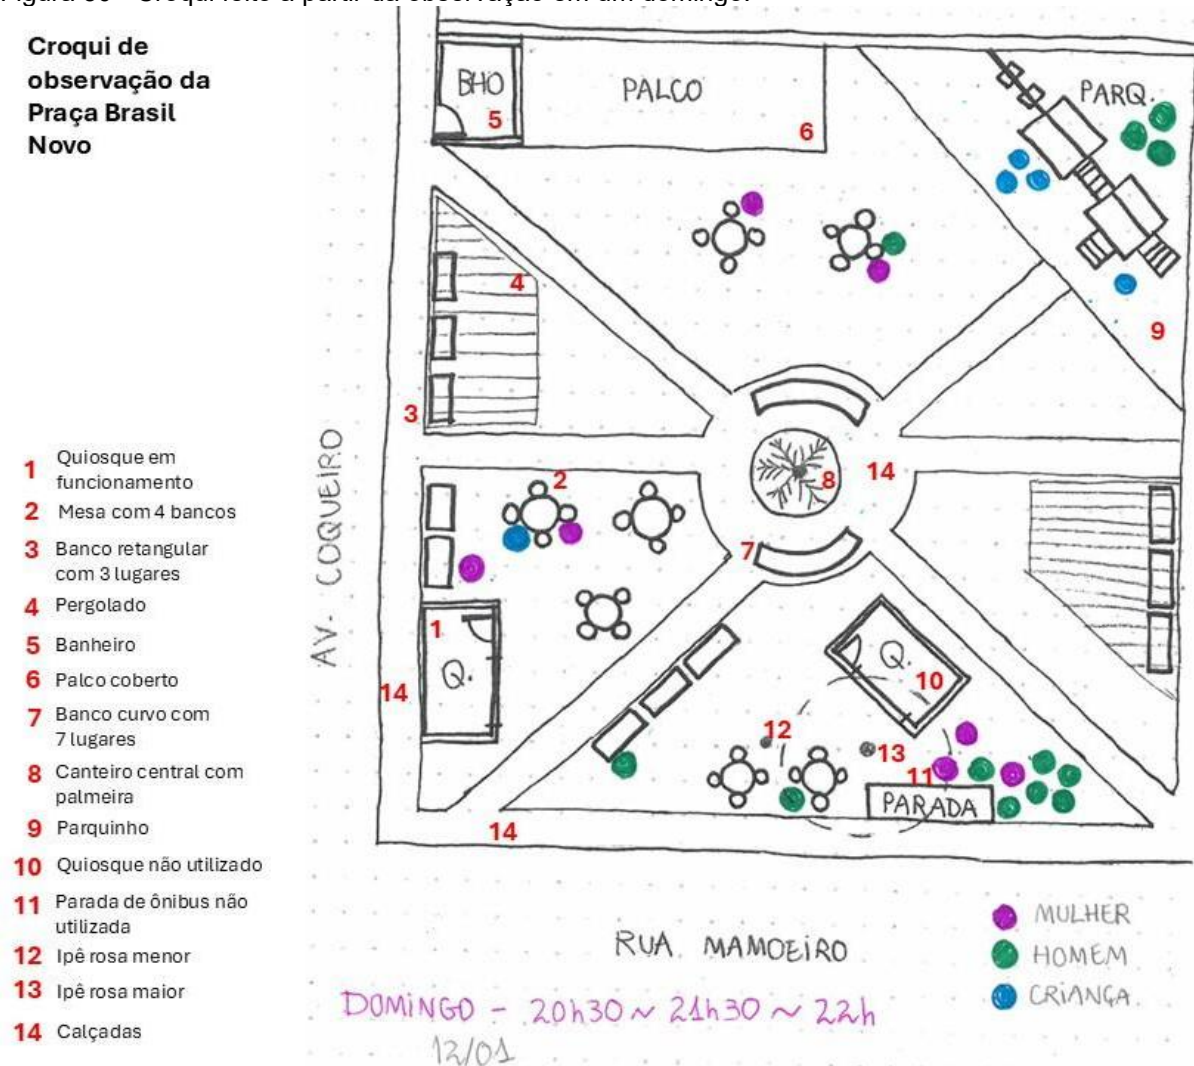 Croqui de
observação da
Praça Brasil
Novo
BHO
5
PALCO
6
PARQ.
9
4
3
2
8
14
7
AV. COQUEIRO
1
Q.
14
Q.
10
12
13
11
PARADA
14
1 Quiosque em
funcionamento
2 Mesa com 4 bancos
3 Banco retangular
com 3 lugares
4 Pergolado
5 Banheiro
6 Palco coberto
7 Banco curvo com
7 lugares
8 Canteiro central com
palmeira
9 Parquinho
10 Quiosque não utilizado
11 Parada de ônibus não
utilizada
12 Ipê rosa menor
13 Ipê rosa maior
14 Calçadas
RUA MAMOEIRO
MULHER
HOMEM
CRIANÇA
DOMINGO - 20h30 ~ 21h30 ~ 22h
12/01